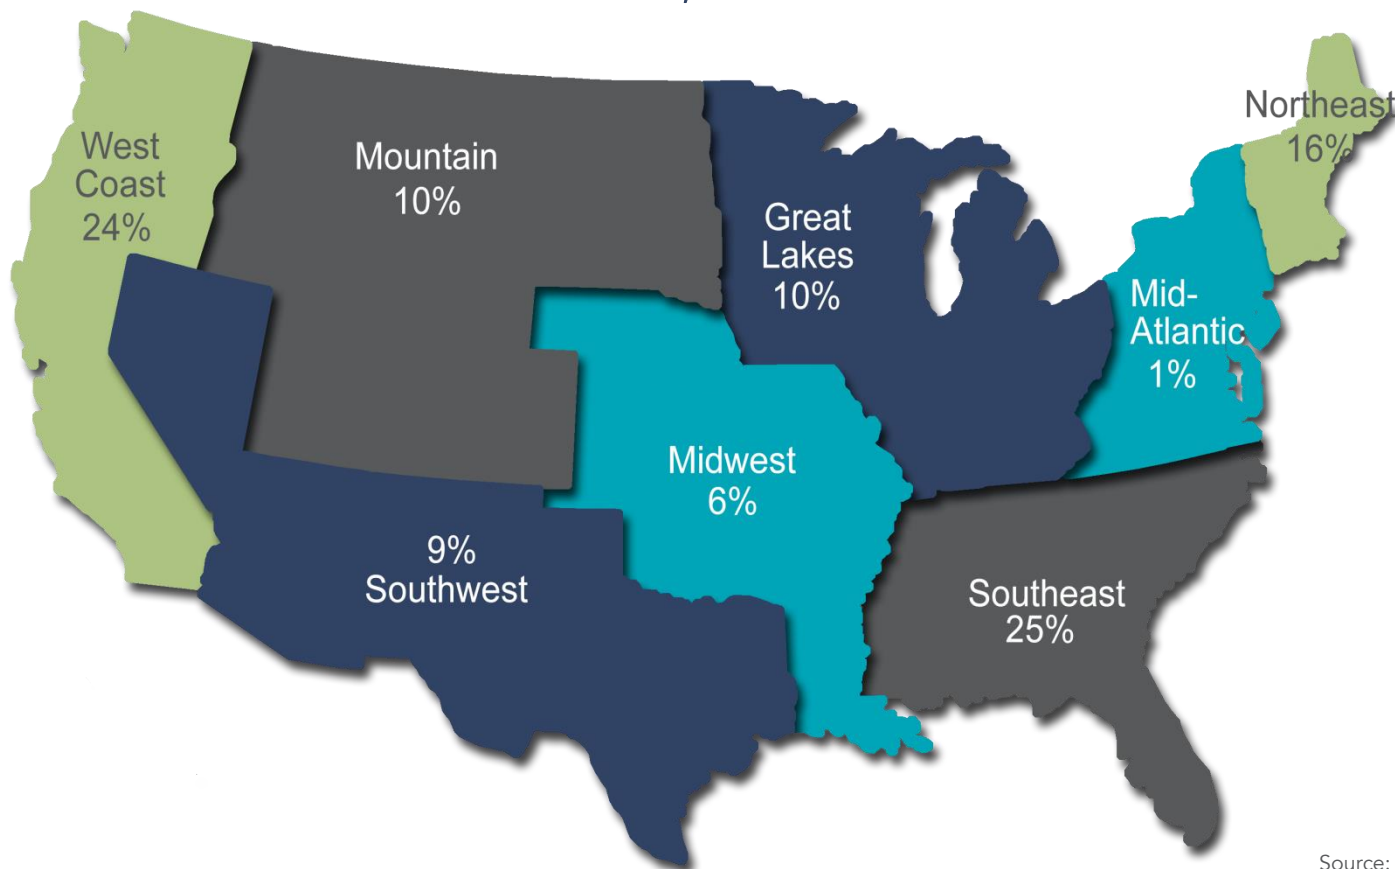 West
Coast
24%
Mountain
10%
Great
Lakes
10%
Northeast
16%
Mid-
Atlantic
1%
Midwest
6%
9%
Southwest
Southeast
25%
Source: